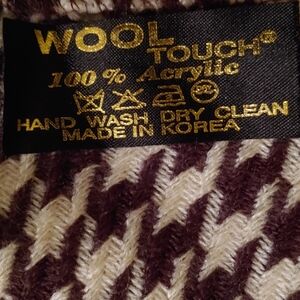 WOOL
TOUCH®
100% Acrylic
HAND WASH DRY CLEAN
MADE IN KOREA